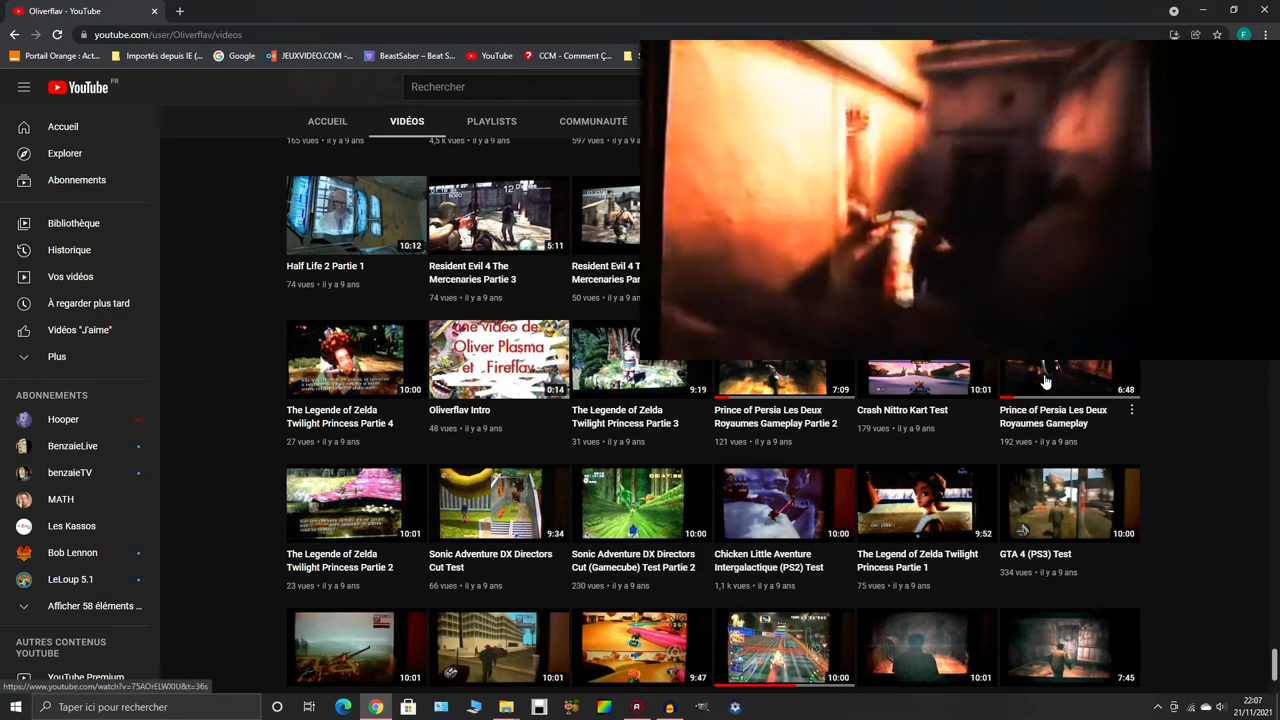 Oliverflav
youtube.com/user/Oliverflav/videos
Portail Orange : Act...
Importés depuis IE (...
Google
JEUXVIDEO.COM -...
BeastSaber — Beat S...
YouTube
CCM - Comment Ç...
YouTube FR
Rechercher
Accueil
Explorer
Abonnements
Bibliothèque
Historique
Vos vidéos
À regarder plus tard
Vidéos "J'aime"
Plus
ABONNEMENTS
Hooper
BenzaieLive
benzaieTV
MATH
Les Kassos
Bob Lennon
LeLoup 5.1
Afficher 58 éléments ...
AUTRES CONTENUS
YOUTUBE
YouTube Premium
ACCUEIL VIDÉOS PLAYLISTS COMMUNAUTÉ
165 vues • il y a 9 ans
4,5 k vues • il y a 9 ans
597 vues • il y a 9 ans
10:12
5:11
Half Life 2 Partie 1
74 vues • il y a 9 ans
Resident Evil 4 The
Mercenaries Partie 3
74 vues • il y a 9 ans
Resident Evil 4 T
Mercenaries Par
50 vues • il y a 9 ans
10:00
une vidéo de
Oliver Plasma
et Fireflav
0:14
9:19
7:09
10:01
6:48
The Legende of Zelda
Twilight Princess Partie 4
27 vues • il y a 9 ans
Oliverflav Intro
48 vues • il y a 9 ans
The Legende of Zelda
Twilight Princess Partie 3
31 vues • il y a 9 ans
Prince of Persia Les Deux
Royaumes Gameplay Partie 2
121 vues • il y a 9 ans
Crash Nittro Kart Test
179 vues • il y a 9 ans
Prince of Persia Les Deux
Royaumes Gameplay
192 vues • il y a 9 ans
10:01
9:34
10:00
10:00
9:52
10:00
The Legende of Zelda
Twilight Princess Partie 2
23 vues • il y a 9 ans
Sonic Adventure DX Directors
Cut Test
66 vues • il y a 9 ans
Sonic Adventure DX Directors
Cut (Gamecube) Test Partie 2
230 vues • il y a 9 ans
Chicken Little Aventure
Intergalactique (PS2) Test
1,1 k vues • il y a 9 ans
The Legend of Zelda Twilight
Princess Partie 1
75 vues • il y a 9 ans
GTA 4 (PS3) Test
334 vues • il y a 9 ans
10:01
10:01
9:47
10:00
10:01
7:45
https://www.youtube.com/watch?v=75AOrELWXIU&t=36s
Taper ici pour rechercher
22:07
21/11/2021